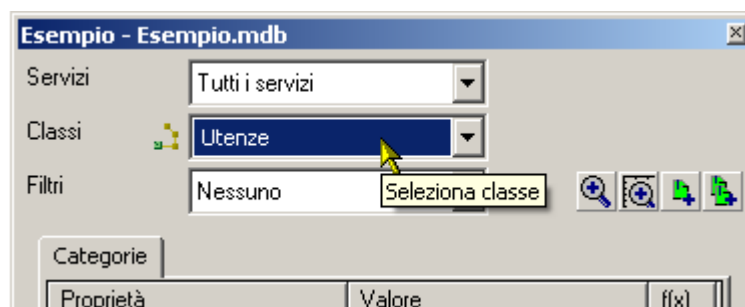 Esempio - Esempio.mdb
Servizi Tutti i servizi
Classi Utenze
Filtri Nessuno Seleziona classe
Categorie
Proprietà Valore f(x)